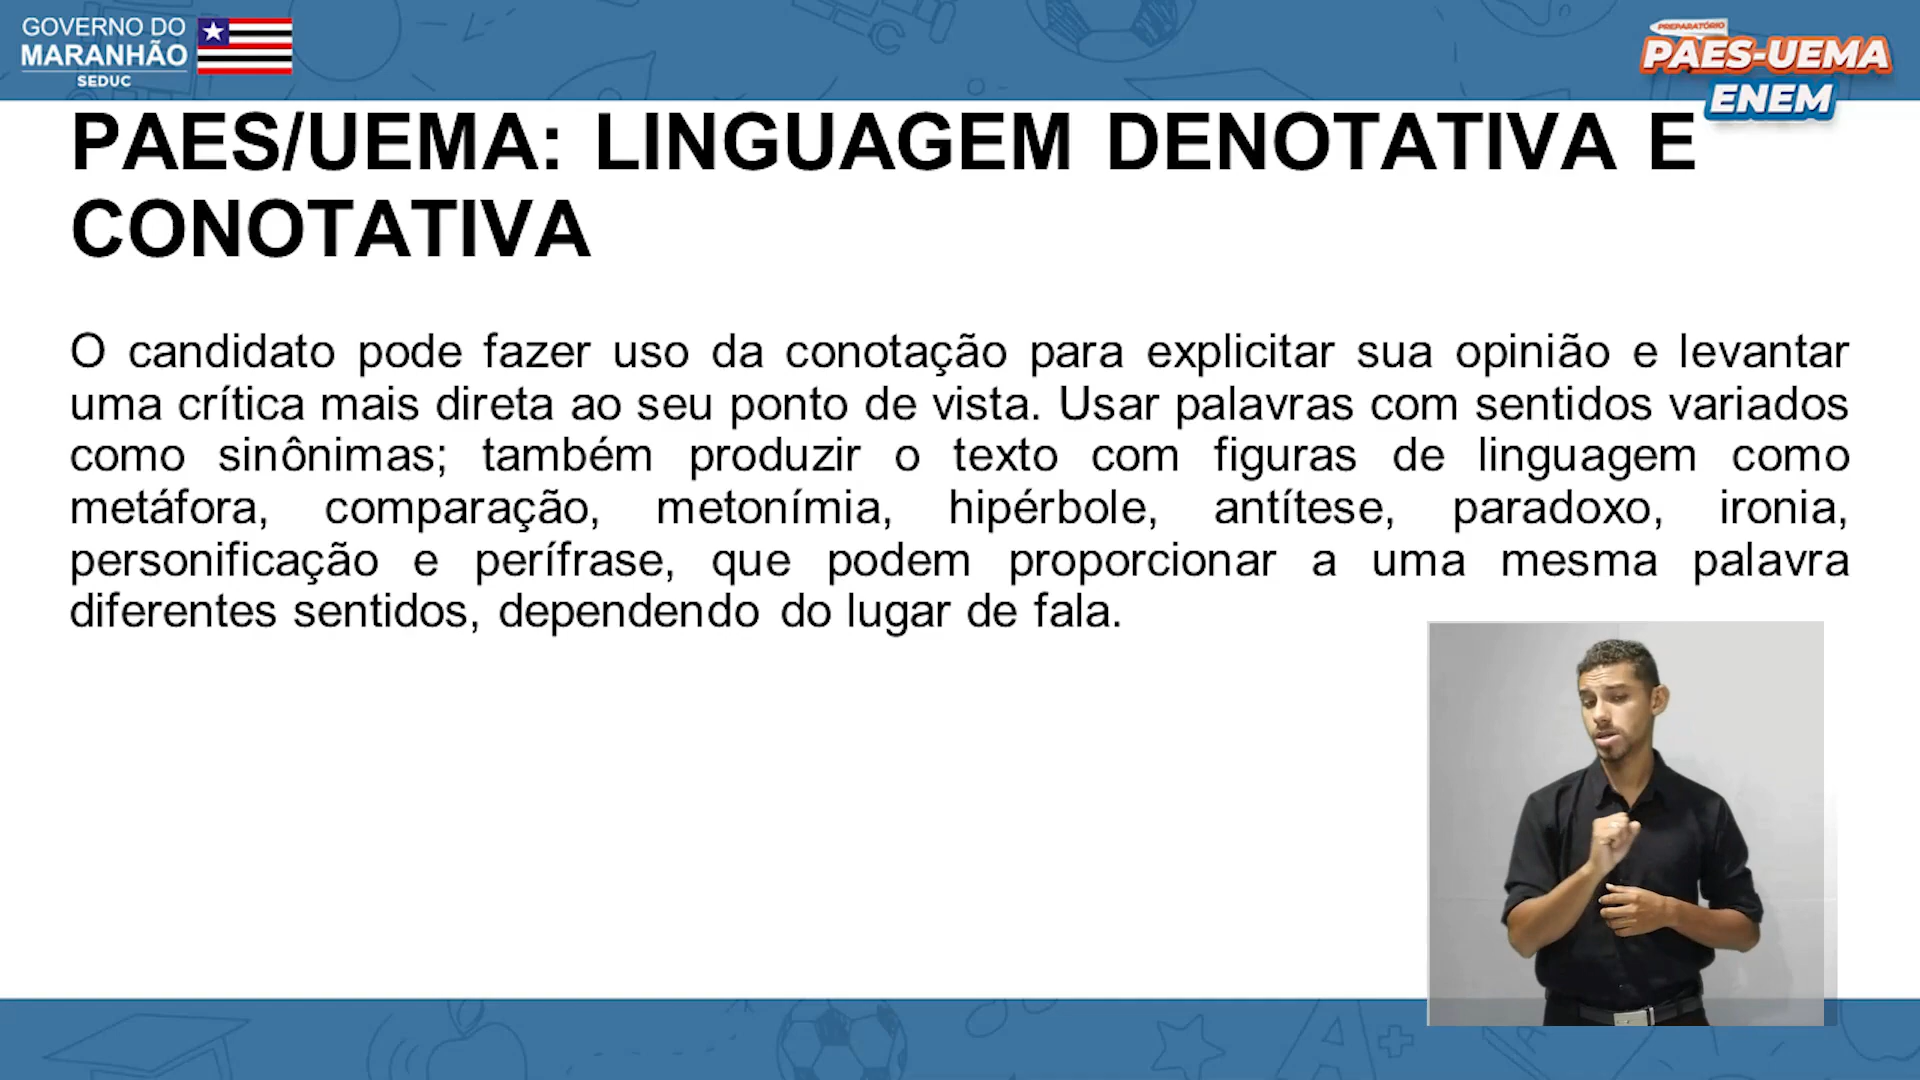 GOVERNO DO
MARANHÃO
SEDUC
PREPARATÓRIO
PAES-UEMA
ENEM
PAES/UEMA: LINGUAGEM DENOTATIVA E
CONOTATIVA
O candidato pode fazer uso da conotação para explicitar sua opinião e levantar
uma crítica mais direta ao seu ponto de vista. Usar palavras com sentidos variados
como sinônimas; também produzir o texto com figuras de linguagem como
metáfora, comparação, metonímia, hipérbole, antítese, paradoxo, ironia,
personificação e perífrase, que podem proporcionar a uma mesma palavra
diferentes sentidos, dependendo do lugar de fala.
A+